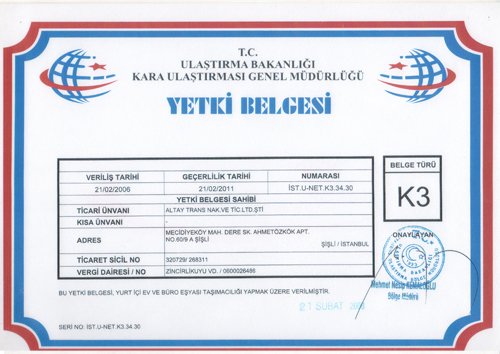 T.C.
ULAŞTIRMA BAKANLIĞI
KARA ULAŞTIRMASI GENEL MÜDÜRLÜĞÜ
YETKİ BELGESİ
VERİLİŞ TARİHİ GEÇERLİLİK TARİHİ NUMARASI
21/02/2006 21/02/2011 İST.U-NET.K3.34.30
YETKİ BELGESİ SAHİBİ
TİCARİ ÜNVANI ALTAY TRANS NAK.VE TİC.LTD.ŞTİ
KISA ÜNVANI -
ADRES MECİDİYEKÖY MAH. DERE SK. AHMETÖZKÖK APT. NO.60/9 A ŞİŞLİ
ŞİŞLİ / İSTANBUL
TİCARET SİCİL NO 320729/ 268311
VERGİ DAİRESİ / NO ZİNCİRLİKUYU VD. / 0600026486
BELGE TÜRÜ
K3
ONAYLAYAN
Bölge Müdürü
BU YETKİ BELGESİ, YURT İÇİ EV VE BÜRO EŞYASI TAŞIMACILIĞI YAPMAK ÜZERE VERİLMİŞTİR.
21 ŞUBAT
SERİ NO: İST.U-NET.K3.34.30